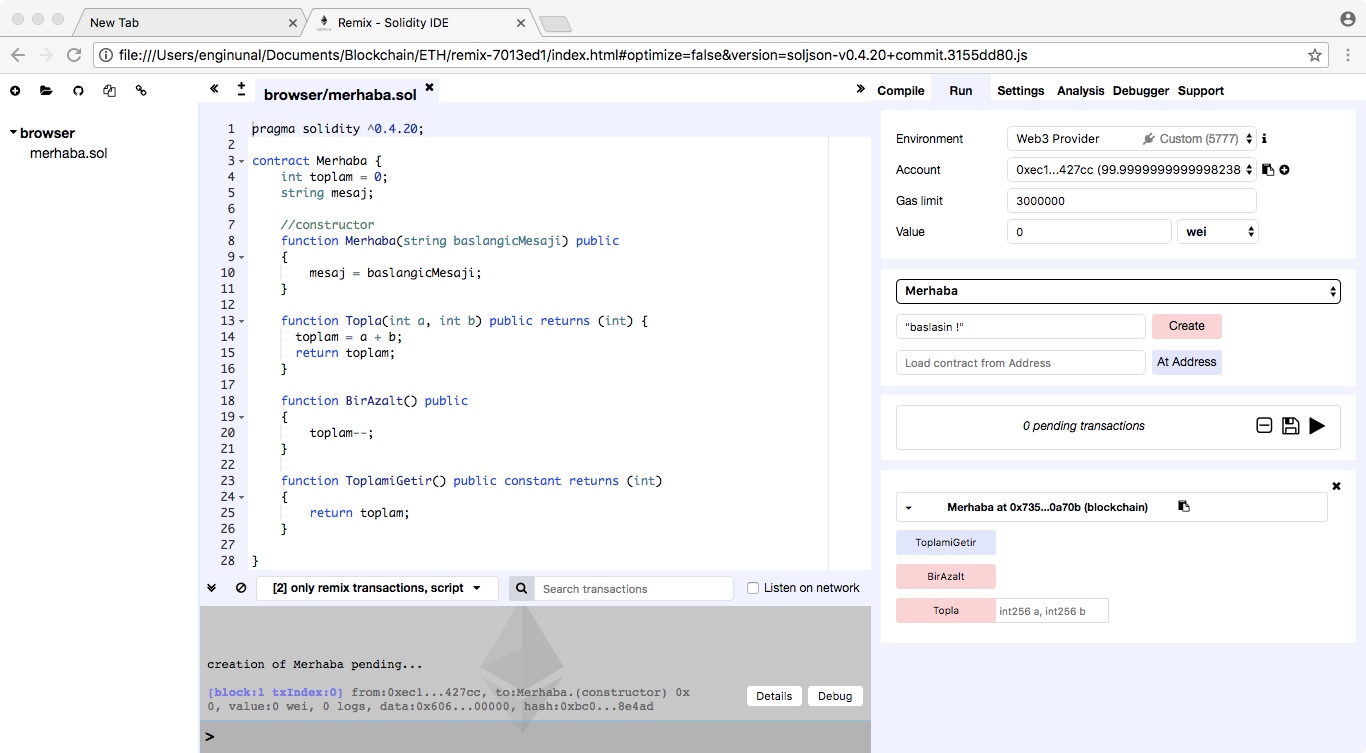 New Tab
Remix - Solidity IDE
file:///Users/enginunal/Documents/Blockchain/ETH/remix-7013ed1/index.html#optimize=false&version=soljson-v0.4.20+commit.3155dd80.js
browser
merhaba.sol
browser/merhaba.sol
1 pragma solidity ^0.4.20;
2
3 contract Merhaba {
4 int toplam = 0;
5 string mesaj;
6
7 //constructor
8 function Merhaba(string baslangicMesaji) public
9 {
10 mesaj = baslangicMesaji;
11 }
12
13 function Topla(int a, int b) public returns (int) {
14 toplam = a + b;
15 return toplam;
16 }
17
18 function BirAzalt() public
19 {
20 toplam--;
21 }
22
23 function ToplamiGetir() public constant returns (int)
24 {
25 return toplam;
26 }
27
28 }
[2] only remix transactions, script
Search transactions
Listen on network
creation of Merhaba pending...
[block:1 txIndex:0] from:0xec1...427cc, to:Merhaba.(constructor) 0x
0, value:0 wei, 0 logs, data:0x606...00000, hash:0xbc0...8e4ad
Details
Debug
>
Compile Run Settings Analysis Debugger Support
Environment Web3 Provider Custom (5777)
Account 0xec1...427cc (99.9999999999998238
Gas limit 3000000
Value 0 wei
Merhaba
"baslasin !" Create
Load contract from Address At Address
0 pending transactions
Merhaba at 0x735...0a70b (blockchain)
ToplamiGetir
BirAzalt
Topla int256 a, int256 b